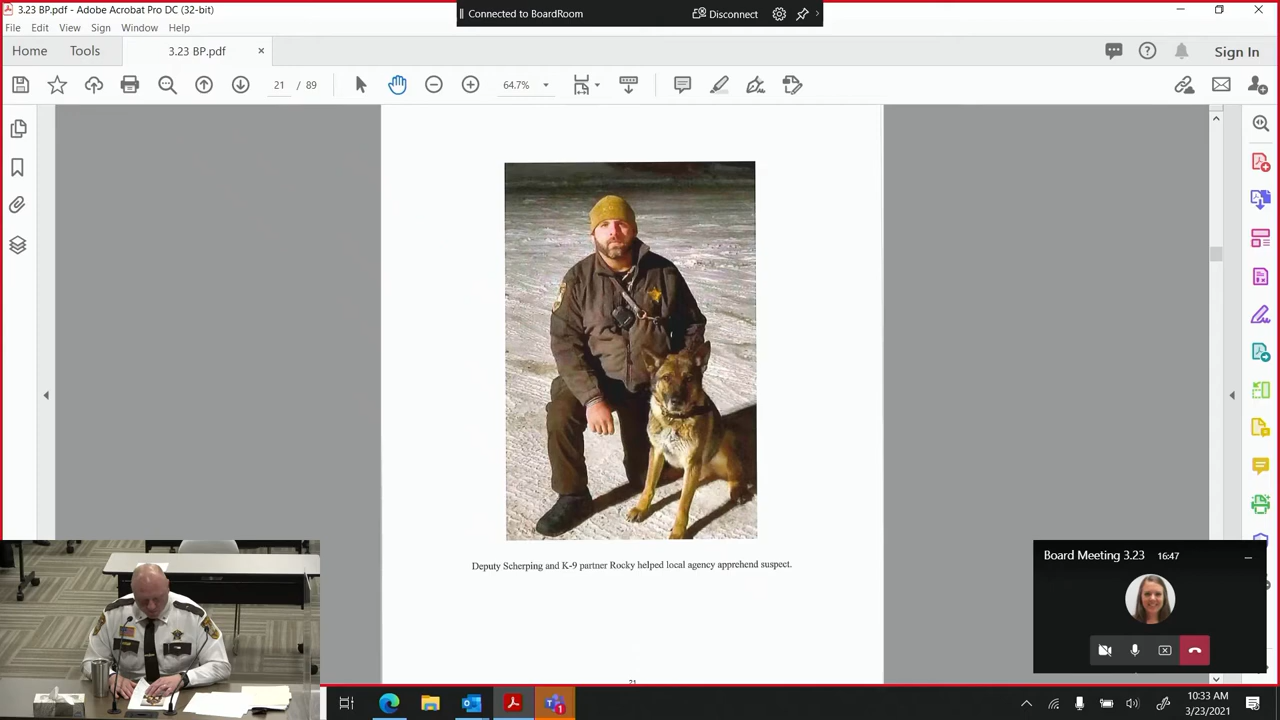 3.23 BP.pdf - Adobe Acrobat Pro DC (32-bit)
Connected to BoardRoom
Disconnect
File Edit View Sign Window Help
Home Tools 3.23 BP.pdf ×
Sign In
21 / 89
64.7%
Deputy Scherping and K-9 partner Rocky helped local agency apprehend suspect.
21
Board Meeting 3.23 16:47
10:33 AM
3/23/2021